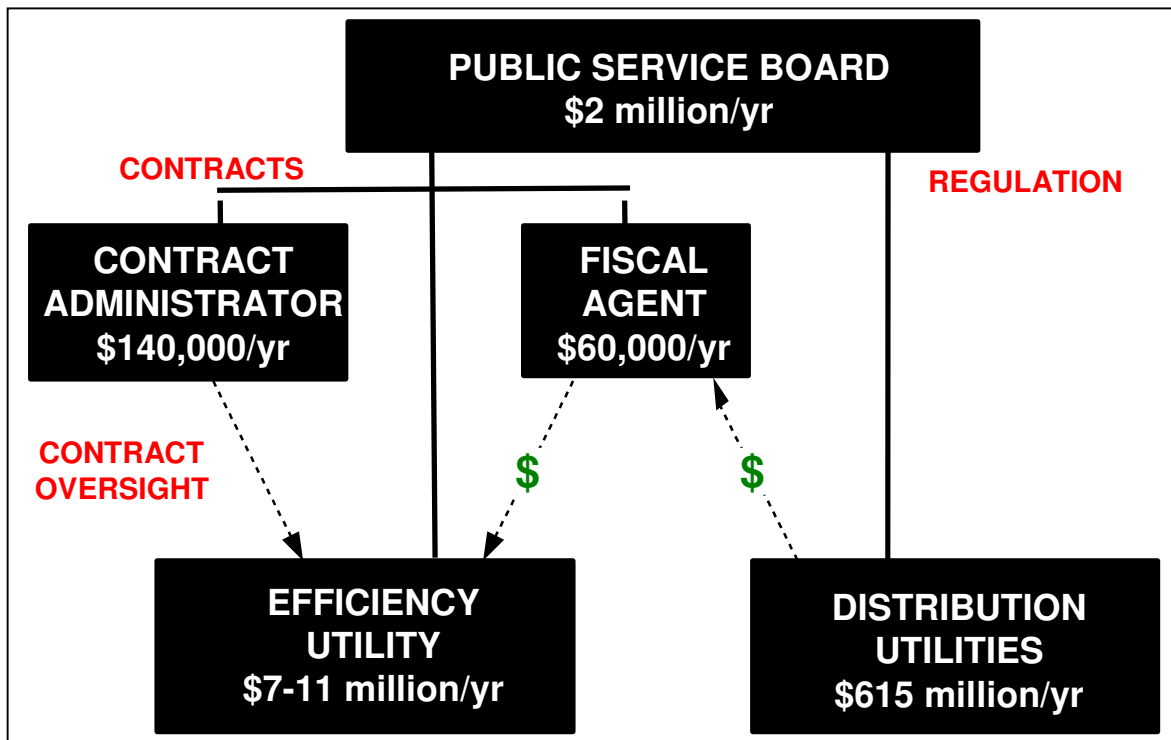 PUBLIC SERVICE BOARD
$2 million/yr
CONTRACTS
REGULATION
CONTRACT
ADMINISTRATOR
$140,000/yr
FISCAL
AGENT
$60,000/yr
CONTRACT
OVERSIGHT
$
$
EFFICIENCY
UTILITY
$7-11 million/yr
DISTRIBUTION
UTILITIES
$615 million/yr